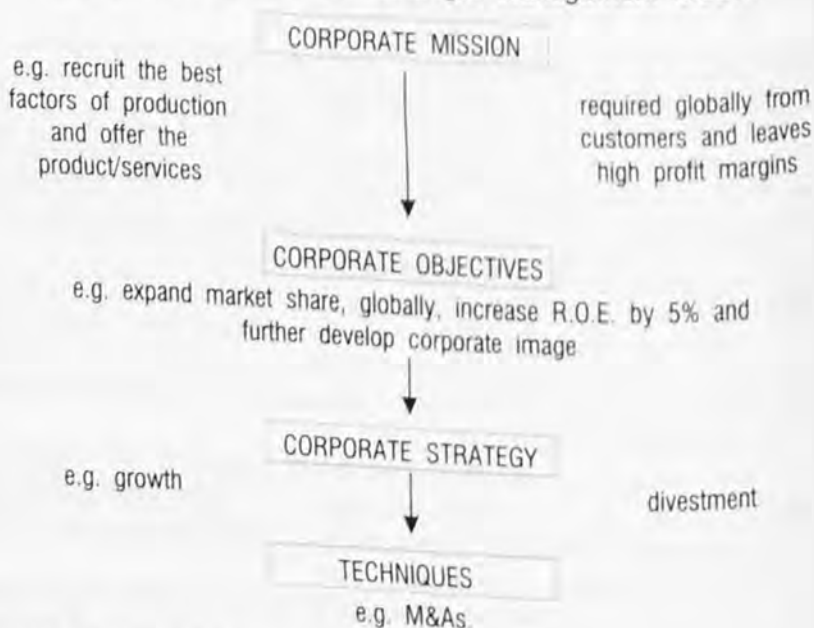 CORPORATE MISSION
e.g. recruit the best
factors of production
and offer the
product/services
required globally from
customers and leaves
high profit margins
CORPORATE OBJECTIVES
e.g. expand market share, globally, increase R.O.E. by 5% and
further develop corporate image
CORPORATE STRATEGY
e.g. growth
divestment
TECHNIQUES
e.g. M&As.